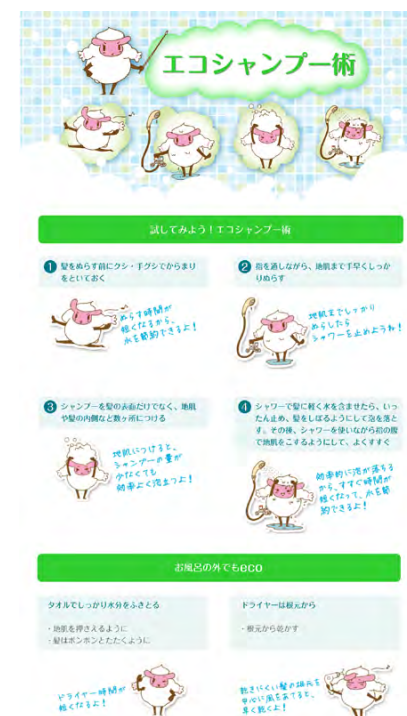 エコシャンプー術
試してみよう！エコシャンプー術
1 髪をぬらす前にクシ・手グシでからまり
をといておく
ぬらす時間が
短くなるから、
水を節約できるよ！
2 指を通しながら、地肌まで手早くしっか
りぬらす
地肌までしっかり
ぬらしたら
シャワーを止めようね！
3 シャンプーを髪の表面だけでなく、地肌
や髪の内側など数ヶ所につける
地肌につけると、
シャンプーの量が
少なくても
効率よく泡立つよ！
4 シャワーで髪に軽く水を含ませたら、いっ
たん止め、髪をしぼるようにして泡を落と
す。その後、シャワーを使いながら指の腹
で地肌をこするようにして、よくすすぐ
効率的に泡が落ちる
から、すすぐ時間が
短くなって、水を節
約できるよ！
お風呂の外でもeco
タオルでしっかり水分をふきとる
・地肌を押さえるように
・髪はポンポンとたたくように
ドライヤー時間が
短くなるよ！
ドライヤーは根元から
・根元から乾かす
乾きにくい髪の根元を
中心に風をあてると、
早く乾くよ！